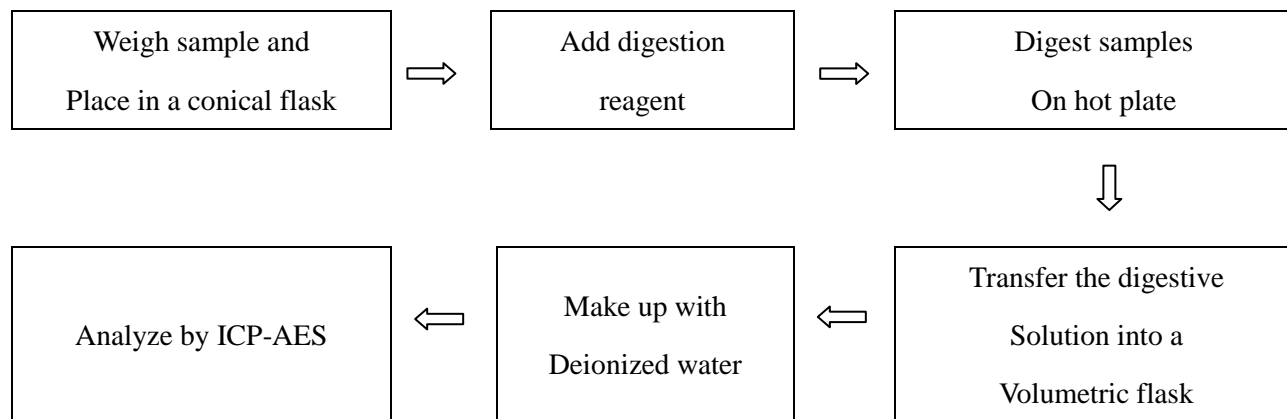 Weigh sample and
Place in a conical flask
Add digestion
reagent
Digest samples
On hot plate
Transfer the digestive
Solution into a
Volumetric flask
Make up with
Deionized water
Analyze by ICP-AES